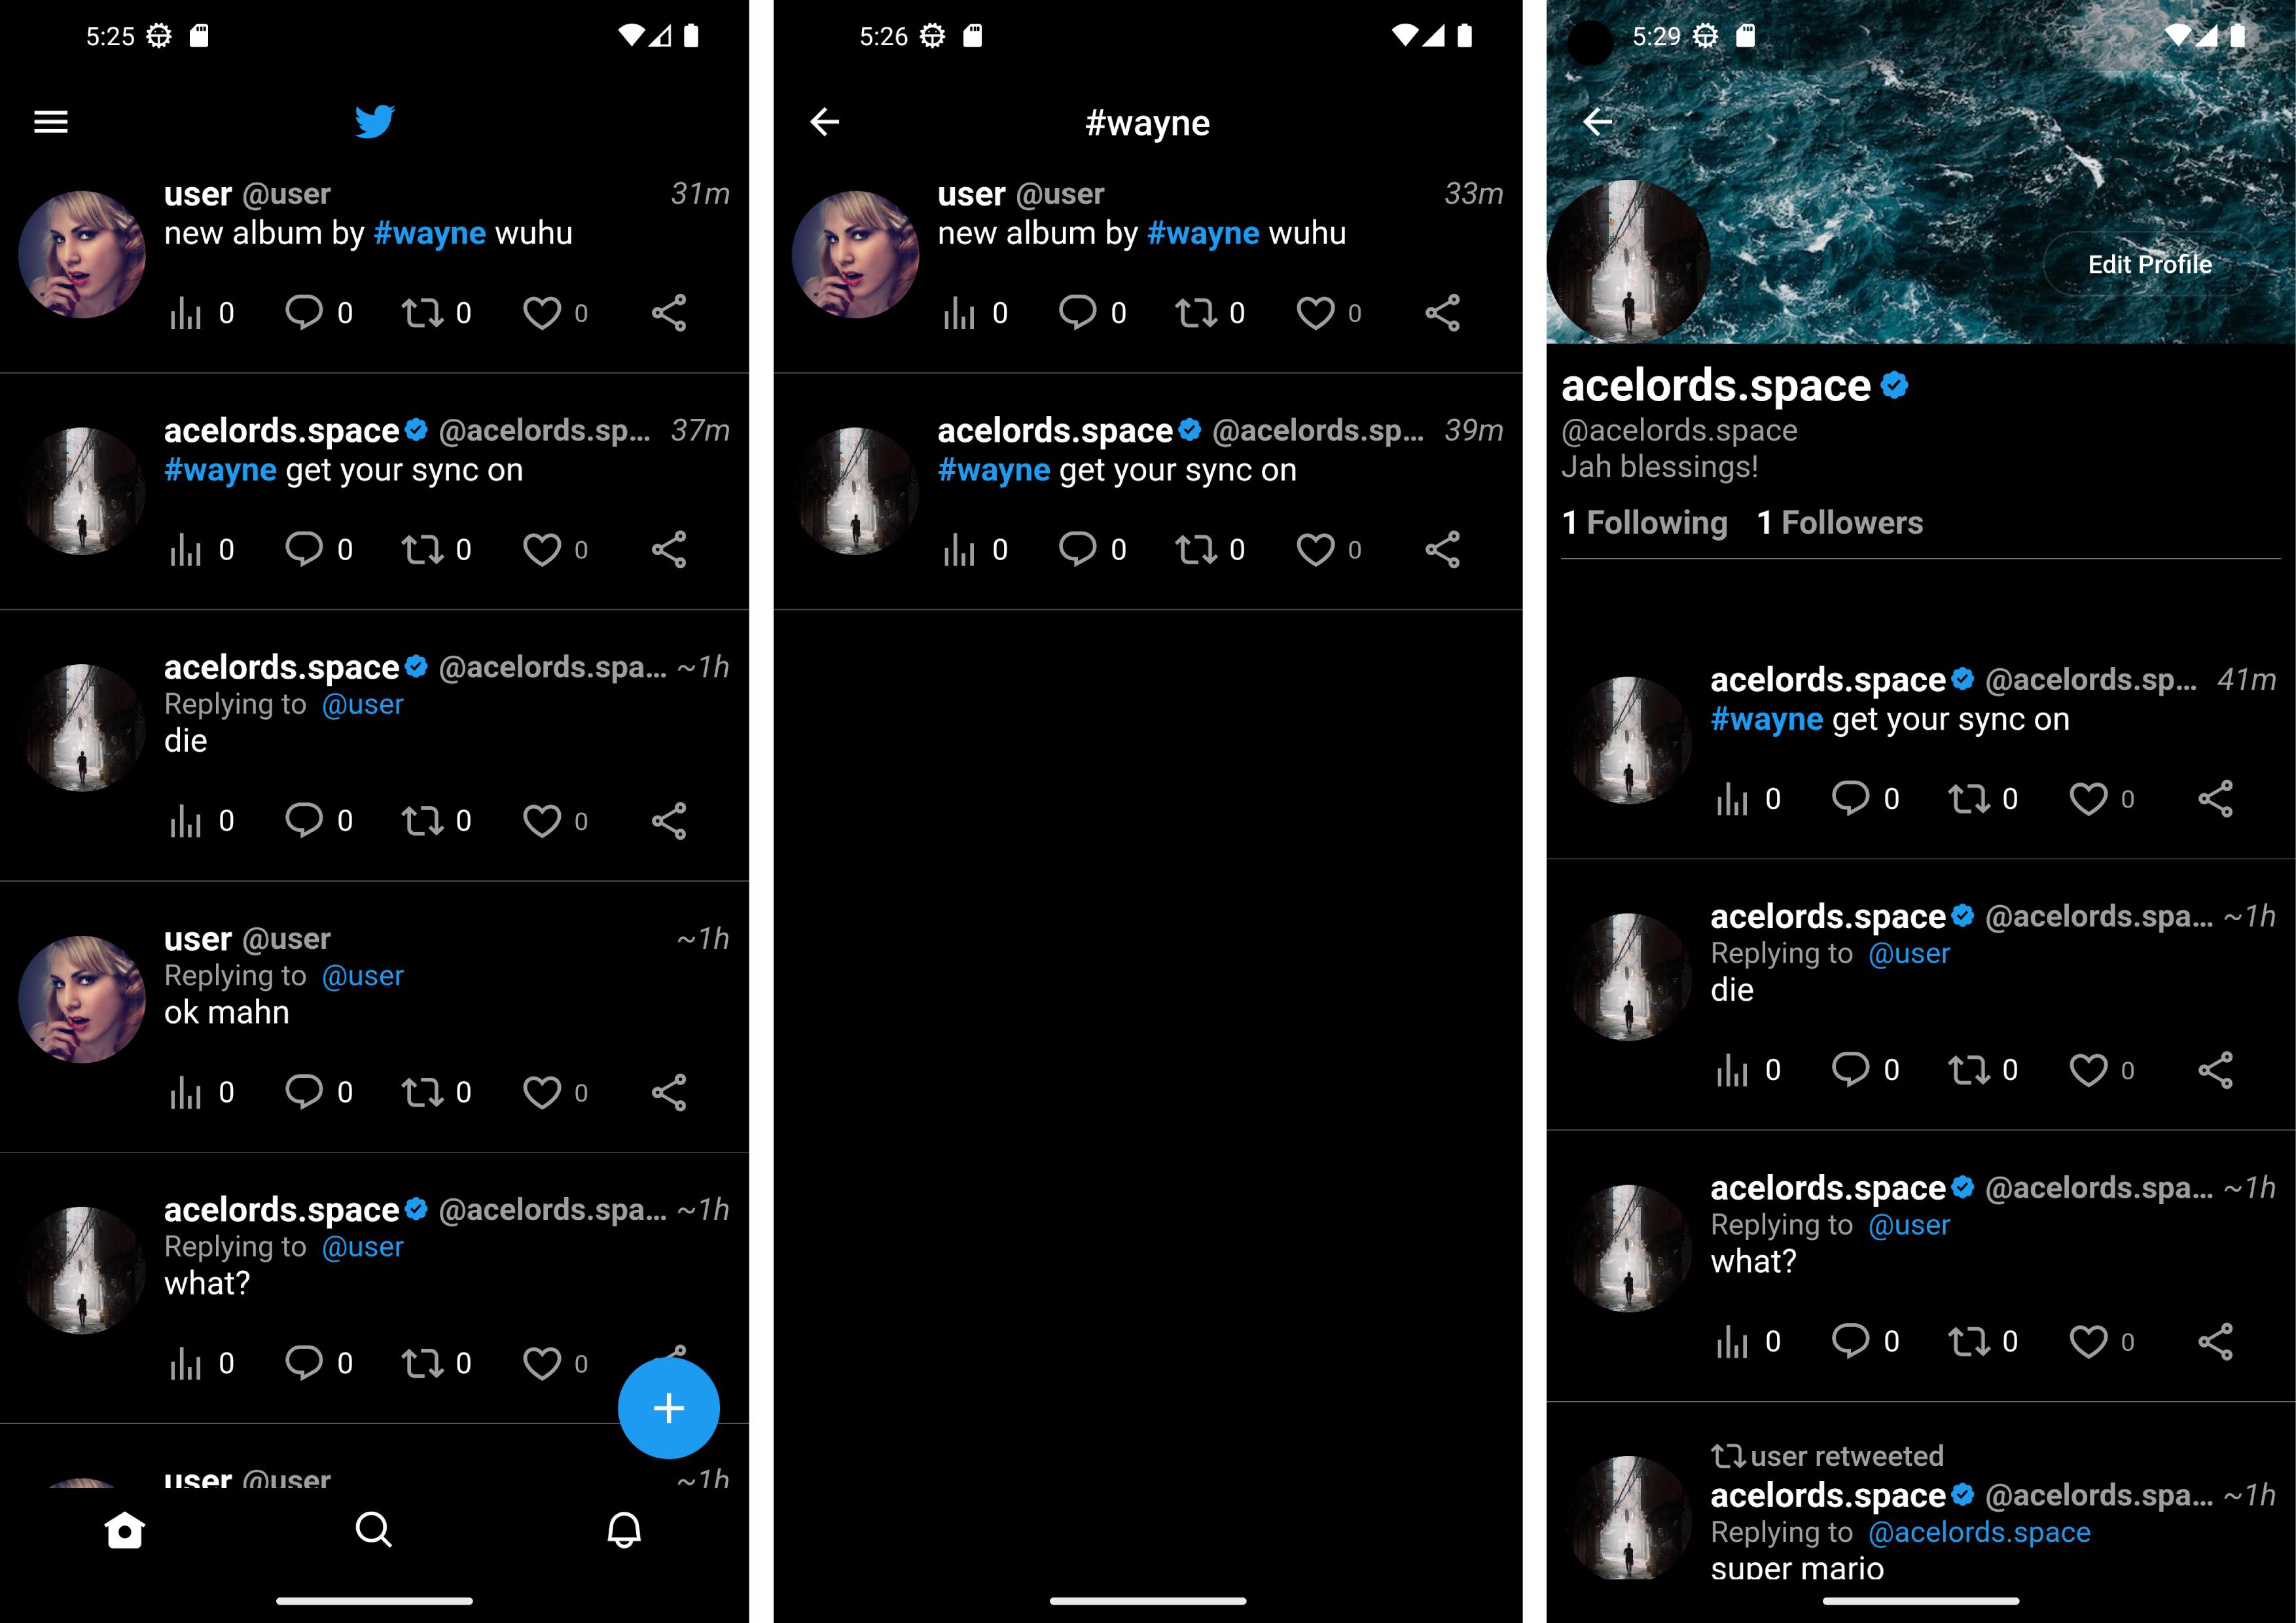 5:25
user @user 31m
new album by #wayne wuhu
0 0 0 0
acelords.space @acelords.sp... 37m
#wayne get your sync on
0 0 0 0
acelords.space @acelords.spa... ~1h
Replying to @user
die
0 0 0 0
user @user ~1h
Replying to @user
ok mahn
0 0 0 0
acelords.space @acelords.spa... ~1h
Replying to @user
what?
0 0 0 0
user @user ~1h
5:26
#wayne
user @user 33m
new album by #wayne wuhu
0 0 0 0
acelords.space @acelords.sp... 39m
#wayne get your sync on
0 0 0 0
5:29
Edit Profile
acelords.space
@acelords.space
Jah blessings!
1 Following 1 Followers
acelords.space @acelords.sp... 41m
#wayne get your sync on
0 0 0 0
acelords.space @acelords.spa... ~1h
Replying to @user
die
0 0 0 0
acelords.space @acelords.spa... ~1h
Replying to @user
what?
0 0 0 0
user retweeted
acelords.space @acelords.spa... ~1h
Replying to @acelords.space
super mario